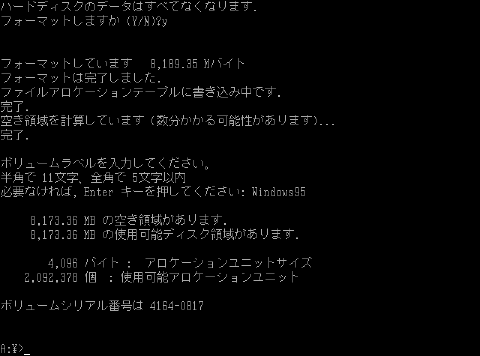 ハードディスクのデータはすべてなくなります.
フォーマットしますか (Y/N)?y
フォーマットしています 8,189.35 Mバイト
フォーマットは完了しました.
ファイルアロケーションテーブルに書き込み中です.
完了.
空き領域を計算しています (数分かかる可能性があります)...
完了.
ボリュームラベルを入力してください。
半角で 11文字、全角で 5文字以内
必要なければ, Enter キーを押してください: Windows95
8,173.36 MB の空き領域があります.
8,173.36 MB の使用可能ディスク領域があります.
4,096 バイト : アロケーションユニットサイズ
2,092,378 個 : 使用可能アロケーションユニット
ボリュームシリアル番号は 4164-0817
A:¥>_